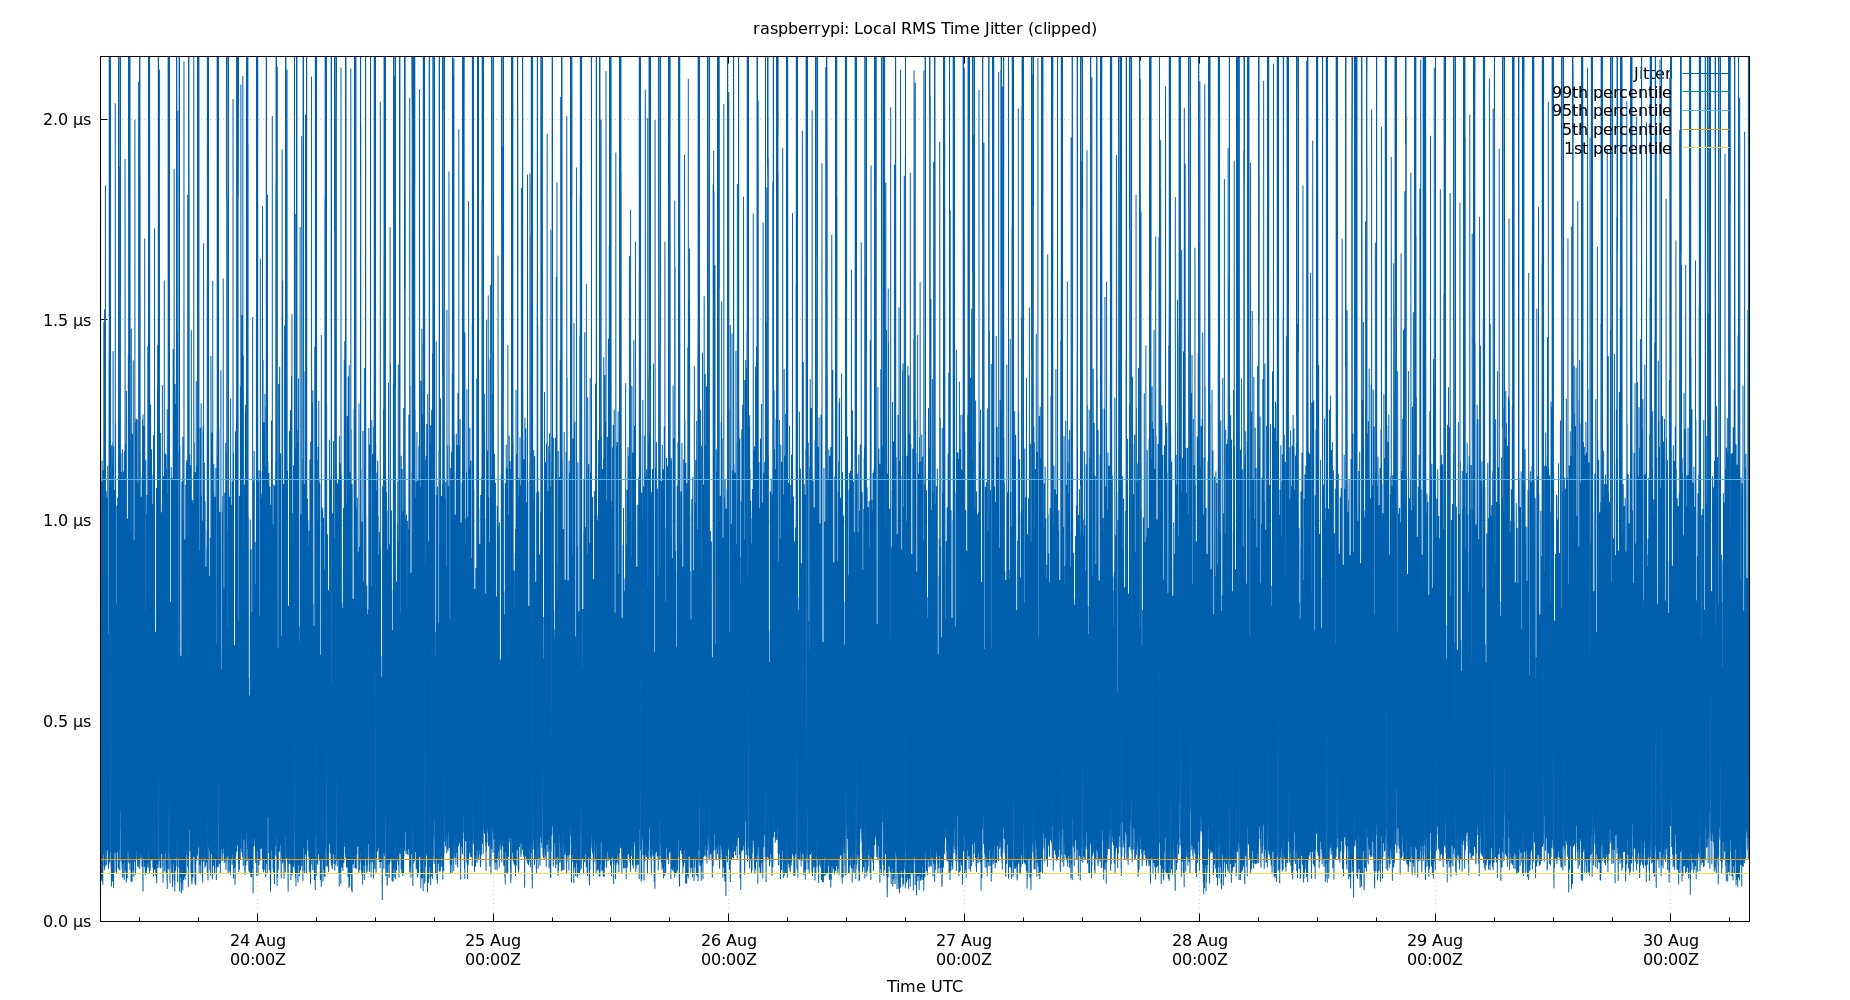 raspberrypi: Local RMS Time Jitter (clipped)
Jitter
99th percentile
95th percentile
5th percentile
1st percentile
2.0 µs
1.5 µs
1.0 µs
0.5 µs
0.0 µs
24 Aug 25 Aug 26 Aug 27 Aug 28 Aug 29 Aug 30 Aug
00:00Z 00:00Z 00:00Z 00:00Z 00:00Z 00:00Z 00:00Z
Time UTC